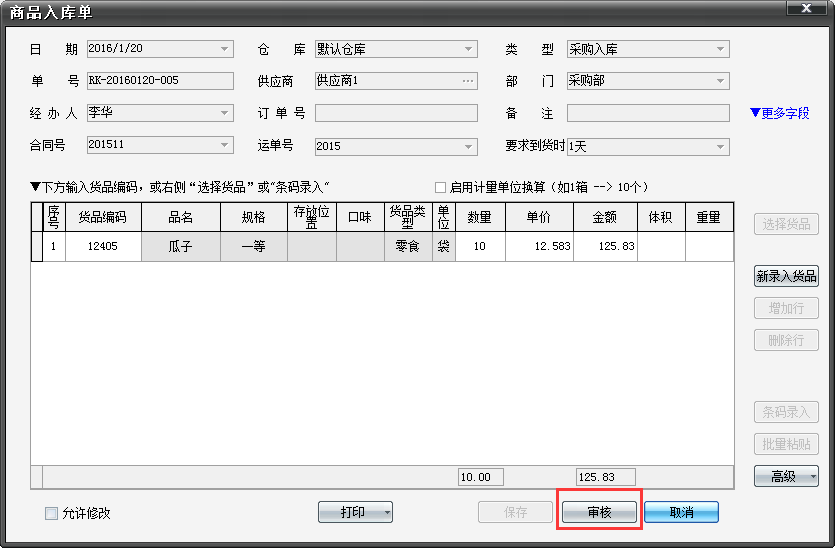 商品入库单
日 期 2016/1/20 仓 库 默认仓库 类 型 采购入库
单 号 RK-20160120-005 供应商 供应商1 ... 部 门 采购部
经 办 人 李华 订 单 号 备 注 ▼更多字段
合同号 201511 运单号 2015 要求到货时 1天
▼下方输入货品编码，或右侧“选择货品”或"条码录入" 启用计量单位换算（如1箱 --> 10个）
序号 货品编码 品名 规格 存放位置 口味 货品类型 单位 数量 单价 金额 体积 重量
1 12405 瓜子 一等 零食 袋 10 12.583 125.83
选择货品
新录入货品
增加行
删除行
条码录入
批量粘贴
10.00 125.83 高级
允许修改 打印 保存 审核 取消